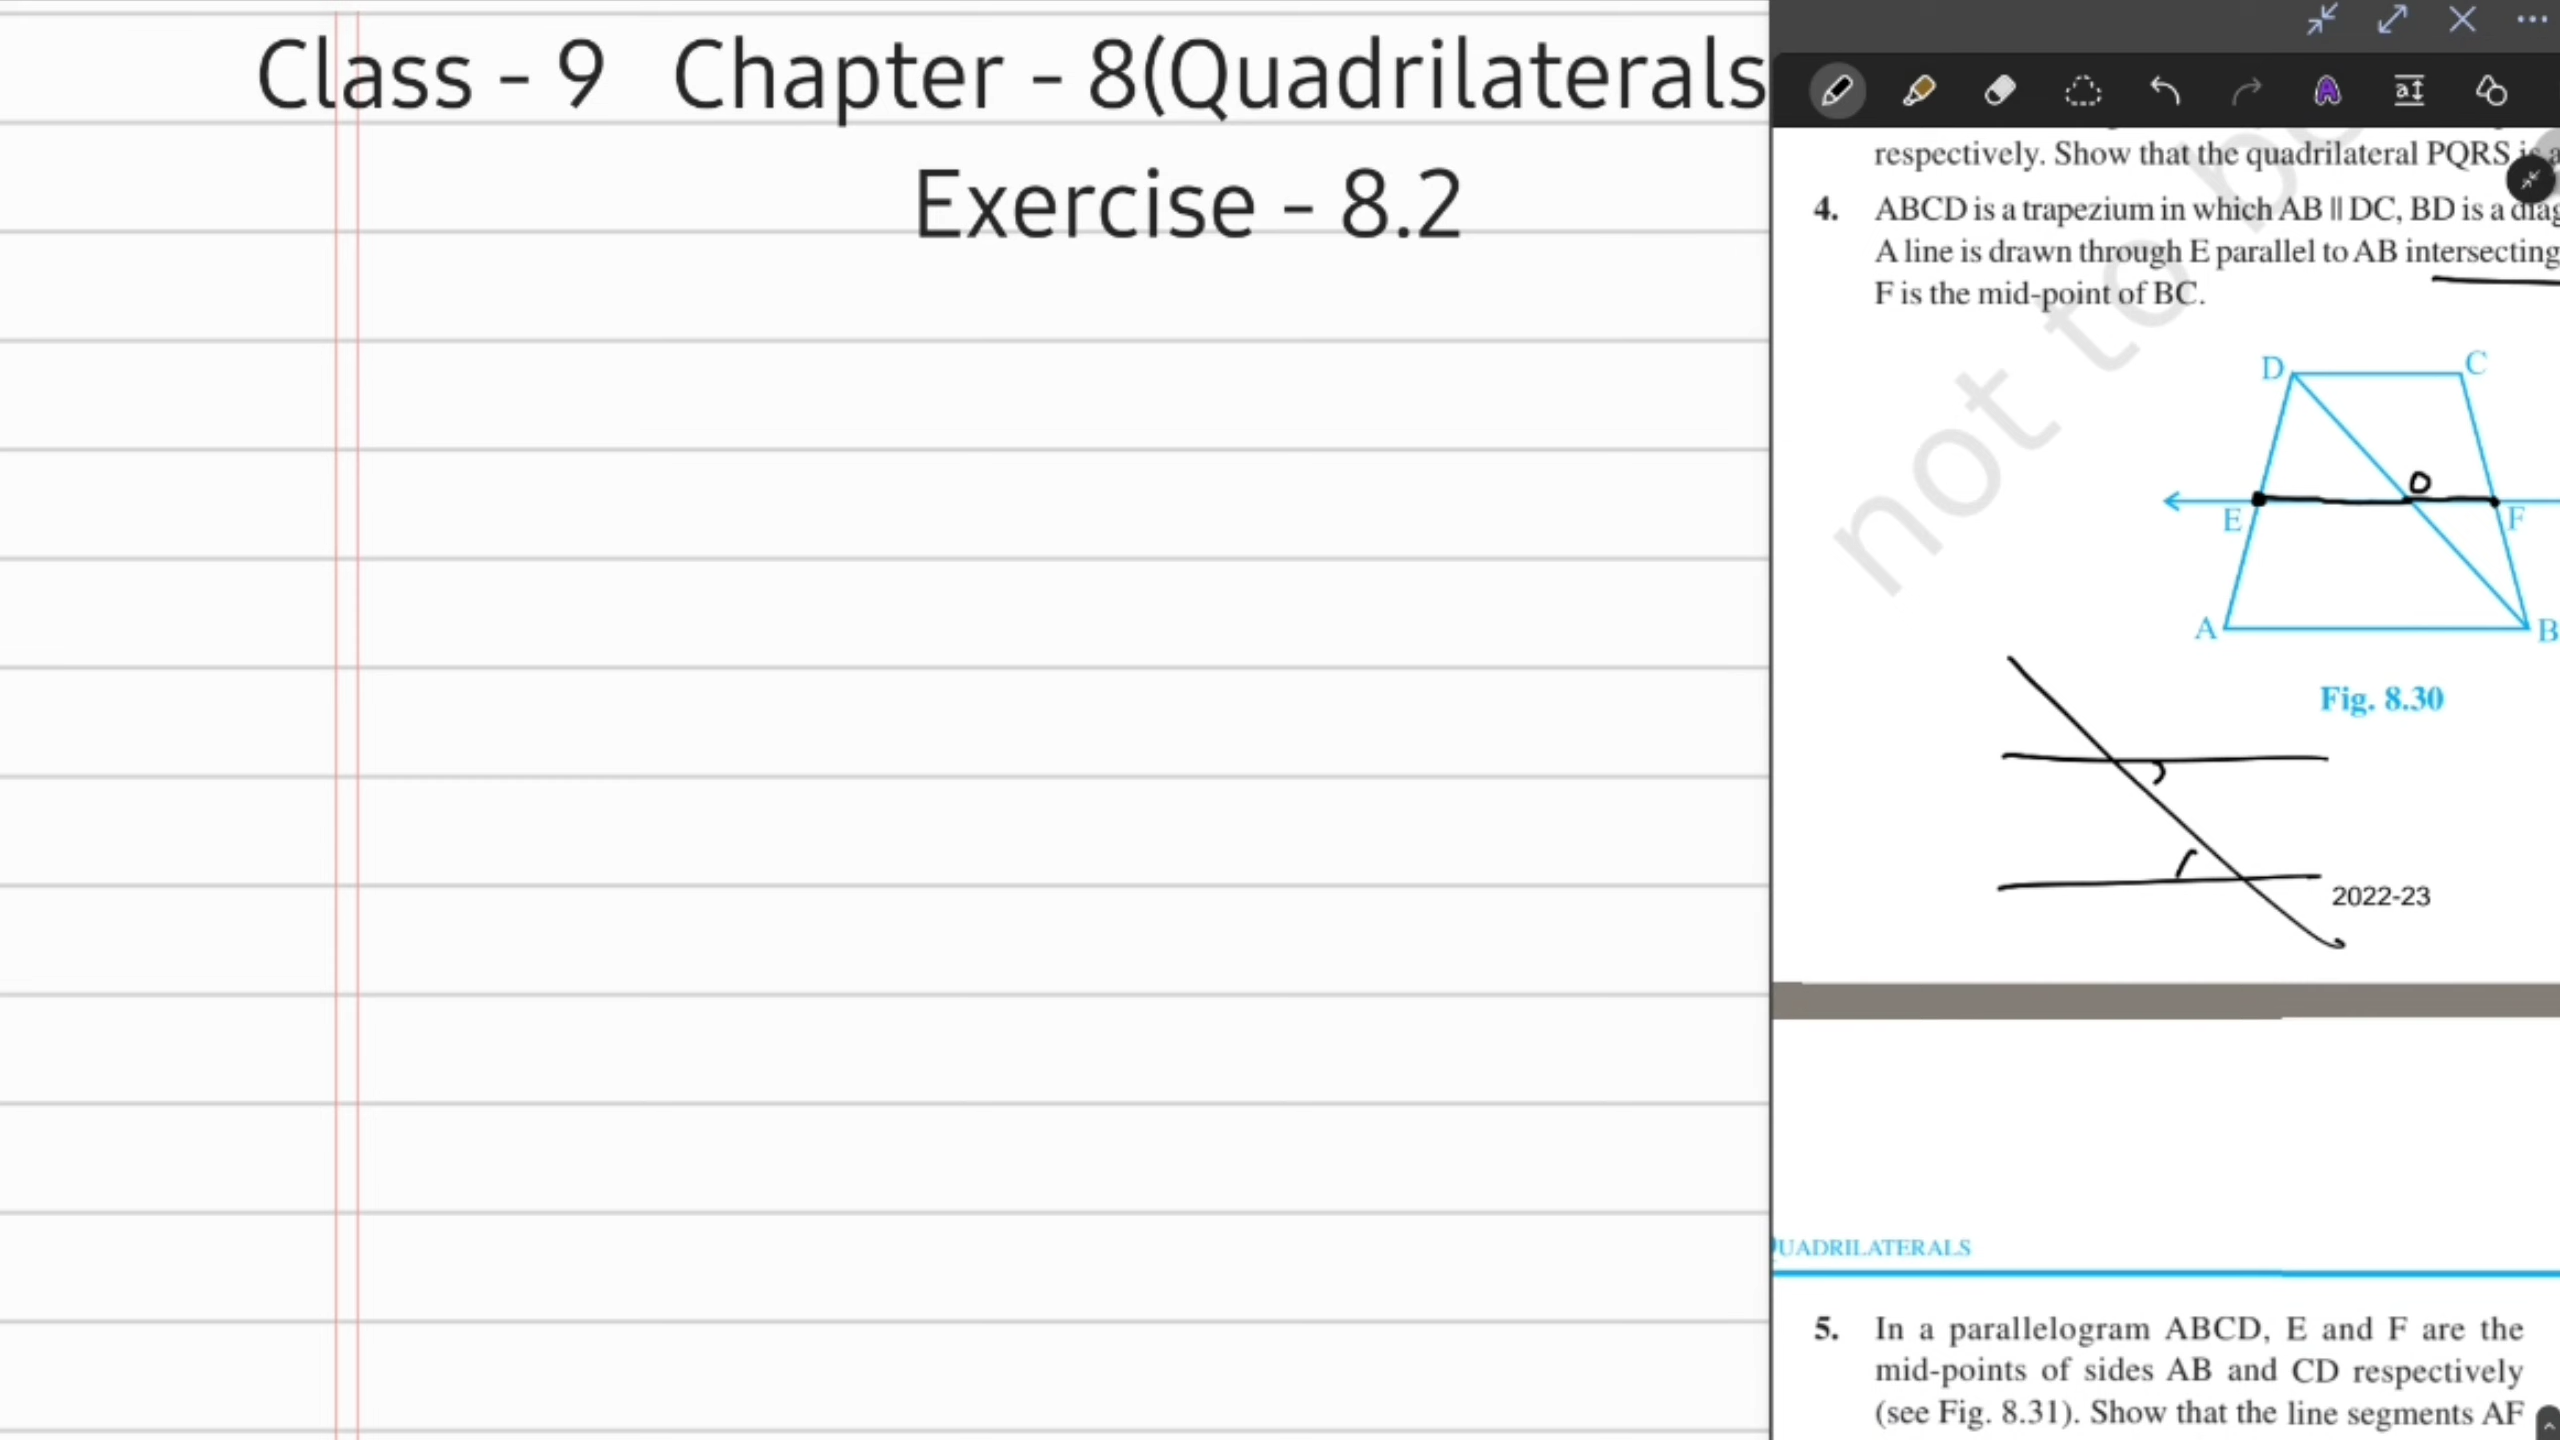 Class - 9 Chapter - 8(Quadrilaterals
Exercise - 8.2
respectively. Show that the quadrilateral PQRS is a
4. ABCD is a trapezium in which AB || DC, BD is a diag
A line is drawn through E parallel to AB intersecting
F is the mid-point of BC.
not to be
D C
O
E F
A B
Fig. 8.30
2022-23
QUADRILATERALS
5. In a parallelogram ABCD, E and F are the
mid-points of sides AB and CD respectively
(see Fig. 8.31). Show that the line segments AF